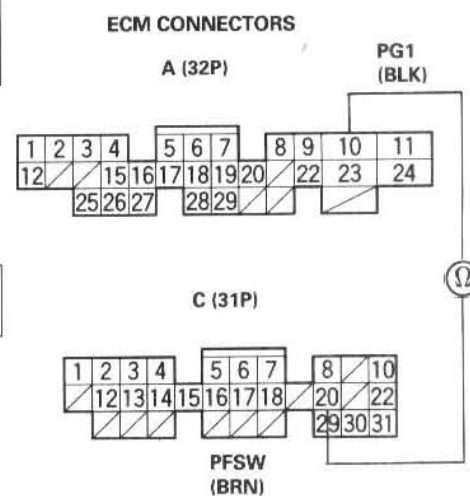 ECM CONNECTORS
A (32P)
PG1
(BLK)
1 2 3 4 5 6 7 8 9 10 11
12 15 16 17 18 19 20 22 23 24
25 26 27 28 29
Ω
C (31P)
1 2 3 4 5 6 7 8 10
12 13 14 15 16 17 18 20 22
29 30 31
PFSW
(BRN)